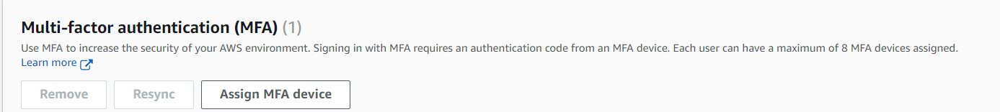 Multi-factor authentication (MFA) (1)
Use MFA to increase the security of your AWS environment. Signing in with MFA requires an authentication code from an MFA device. Each user can have a maximum of 8 MFA devices assigned.
Learn more
Remove Resync Assign MFA device